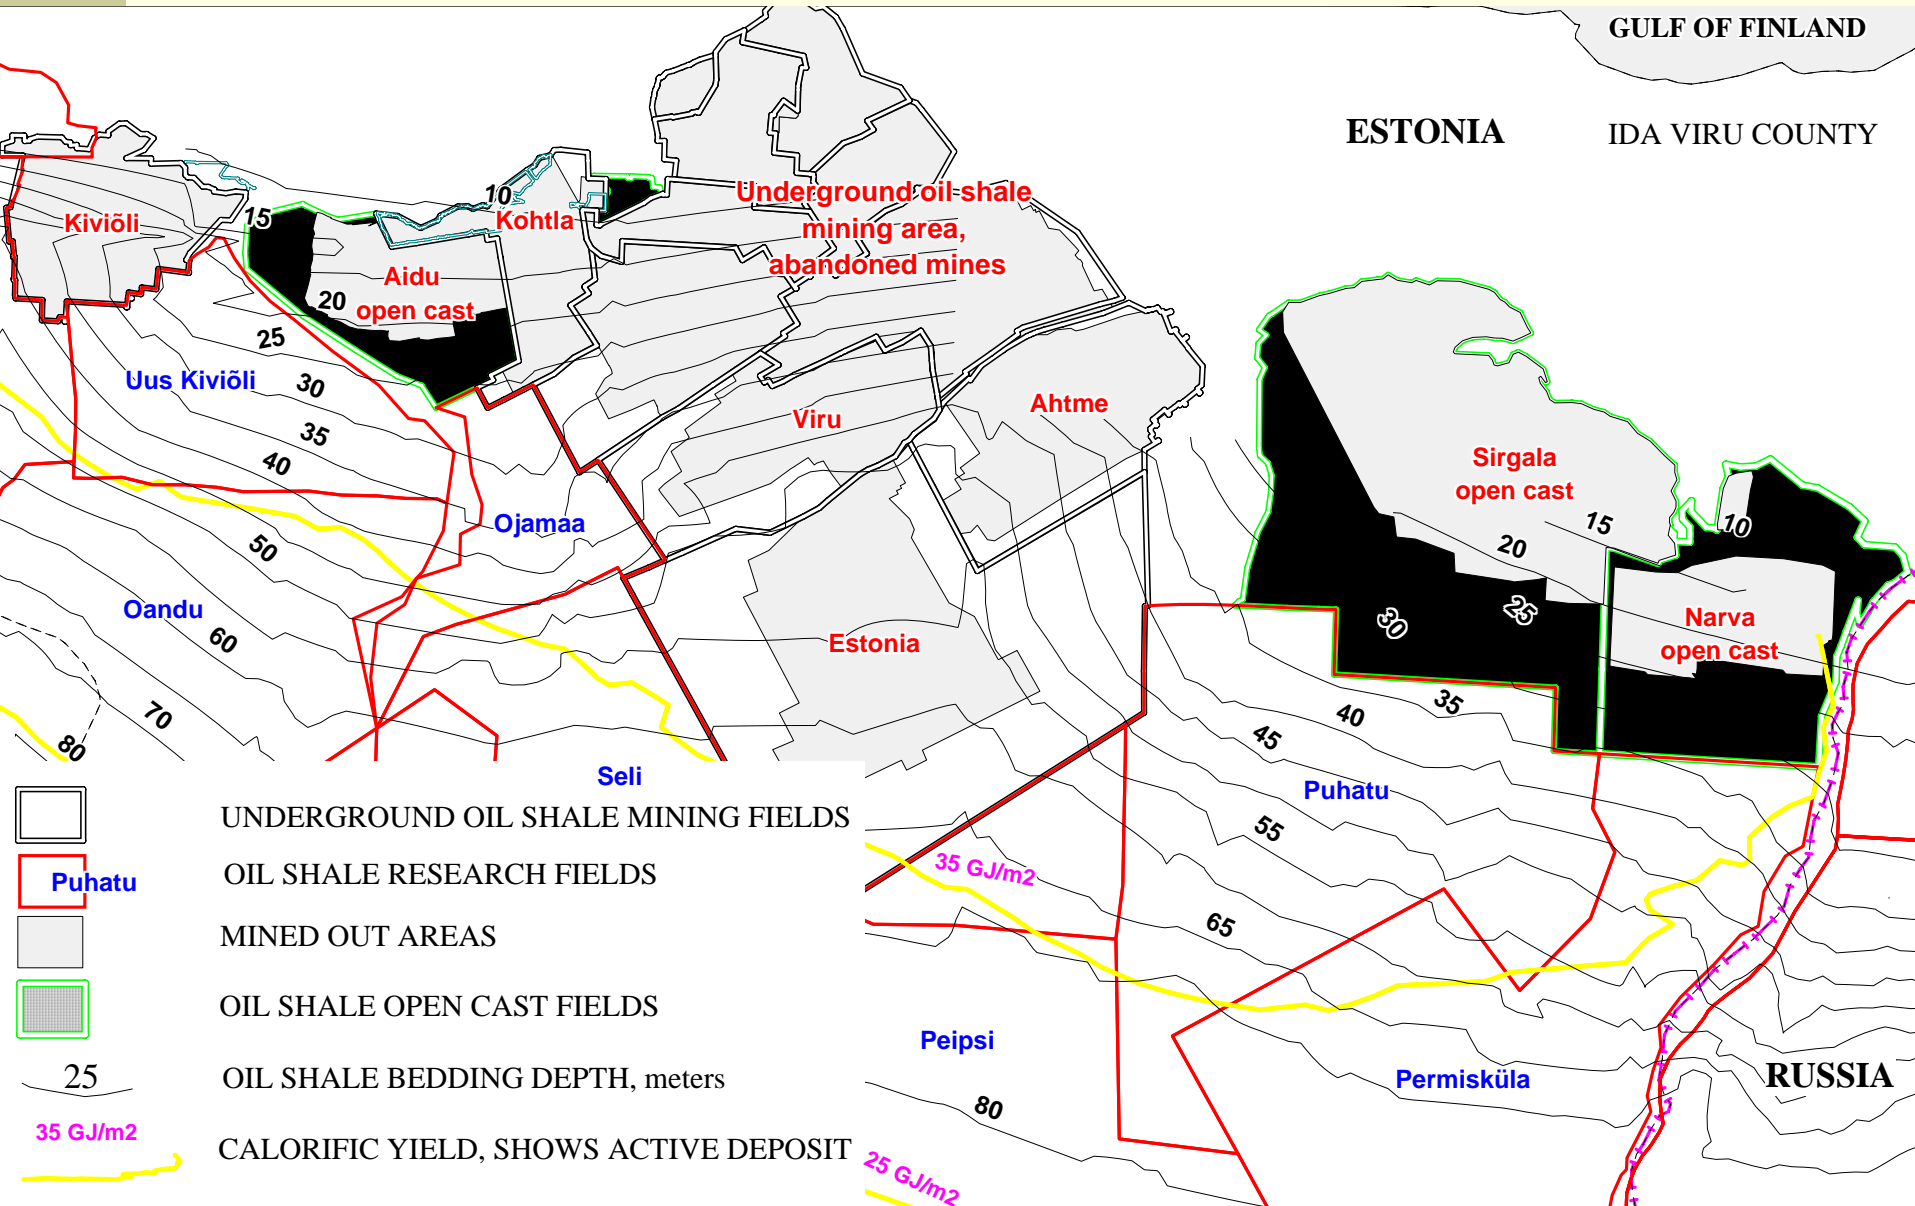 GULF OF FINLAND
ESTONIA
IDA VIRU COUNTY
Underground oil shale
mining area,
abandoned mines
10
Kohtla
15
Kiviõli
Aidu
open cast
20
25
Uus Kiviõli
30
35
40
Viru
Ahtme
Sirgala
open cast
15
10
20
50
Ojamaa
Oandu
60
Estonia
30
25
Narva
open cast
70
80
35
40
45
Seli
Puhatu
55
35 GJ/m2
65
Peipsi
Permisküla
RUSSIA
80
25 GJ/m2
UNDERGROUND OIL SHALE MINING FIELDS
Puhatu
OIL SHALE RESEARCH FIELDS
MINED OUT AREAS
OIL SHALE OPEN CAST FIELDS
25
OIL SHALE BEDDING DEPTH, meters
35 GJ/m2
CALORIFIC YIELD, SHOWS ACTIVE DEPOSIT